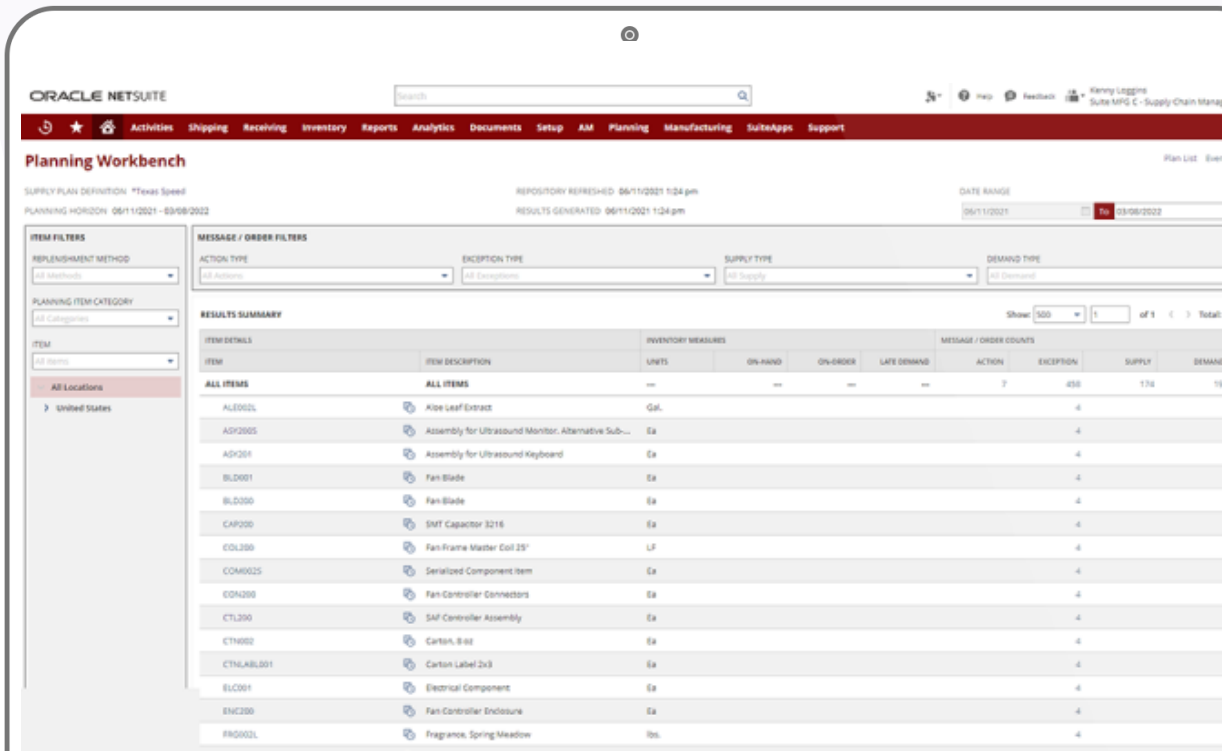 ORACLE NETSUITE
Search
Help
Feedback
Kenny Loggins
Suite MFG C - Supply Chain Manag
Activities Shipping Receiving Inventory Reports Analytics Documents Setup AM Planning Manufacturing SuiteApps Support
Planning Workbench
Plan List
SUPPLY PLAN DEFINITION *Texas Speed
REPOSITORY REFRESHED 06/11/2021 1:24 pm
DATE RANGE
PLANNING HORIZON 06/11/2021 - 03/08/2022
RESULTS GENERATED 06/11/2021 1:24 pm
06/11/2021 To 03/08/2022
ITEM FILTERS
REPLENISHMENT METHOD
All Methods
PLANNING ITEM CATEGORY
All Categories
ITEM
All Items
All Locations
United States
MESSAGE / ORDER FILTERS
ACTION TYPE EXCEPTION TYPE SUPPLY TYPE DEMAND TYPE
All Actions All Exceptions All Supply All Demand
RESULTS SUMMARY
Show: 500 1 of 1 Total:
ITEM DETAILS INVENTORY MEASURES MESSAGE / ORDER COUNTS
ITEM ITEM DESCRIPTION UNITS ON-HAND ON-ORDER LATE DEMAND ACTION EXCEPTION SUPPLY DEMAND
ALL ITEMS ALL ITEMS --- --- --- --- 7 450 174
ALE002L Aloe Leaf Extract Gal. 4
ASY200S Assembly for Ultrasound Monitor. Alternative Sub-... Ea 4
ASY201 Assembly for Ultrasound Keyboard Ea 4
BLD001 Fan Blade Ea 4
BLD200 Fan Blade Ea 4
CAP200 SMT Capacitor 3216 Ea 4
COL200 Fan Frame Master Coil 25" LF 4
COM002S Serialized Component Item Ea 4
CON200 Fan Controller Connectors Ea 4
CTL200 SAF Controller Assembly Ea 4
CTN002 Carton, 8 oz Ea 4
CTNLABL001 Carton Label 2x3 Ea 4
ELC001 Electrical Component Ea 4
ENC200 Fan Controller Enclosure Ea 4
FRG002L Fragrance, Spring Meadow lbs. 4